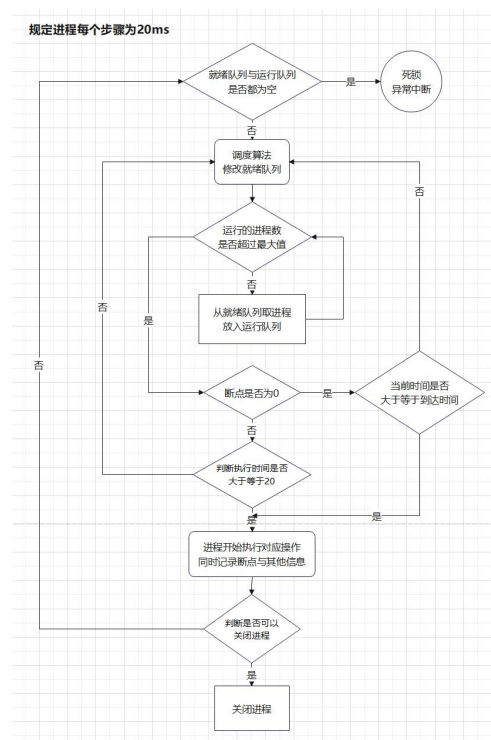 规定进程每个步骤为20ms
就绪队列与运行队列
是否都为空
是
死锁
异常中断
否
调度算法
修改就绪队列
否
运行的进程数
是否超过最大值
否
从就绪队列取进程
放入运行队列
否
是
否
断点是否为0
是
当前时间是否
大于等于到达时间
否
判断执行时间是否
大于等于20
是
是
进程开始执行对应操作
同时记录断点与其他信息
判断是否可以
关闭进程
是
关闭进程